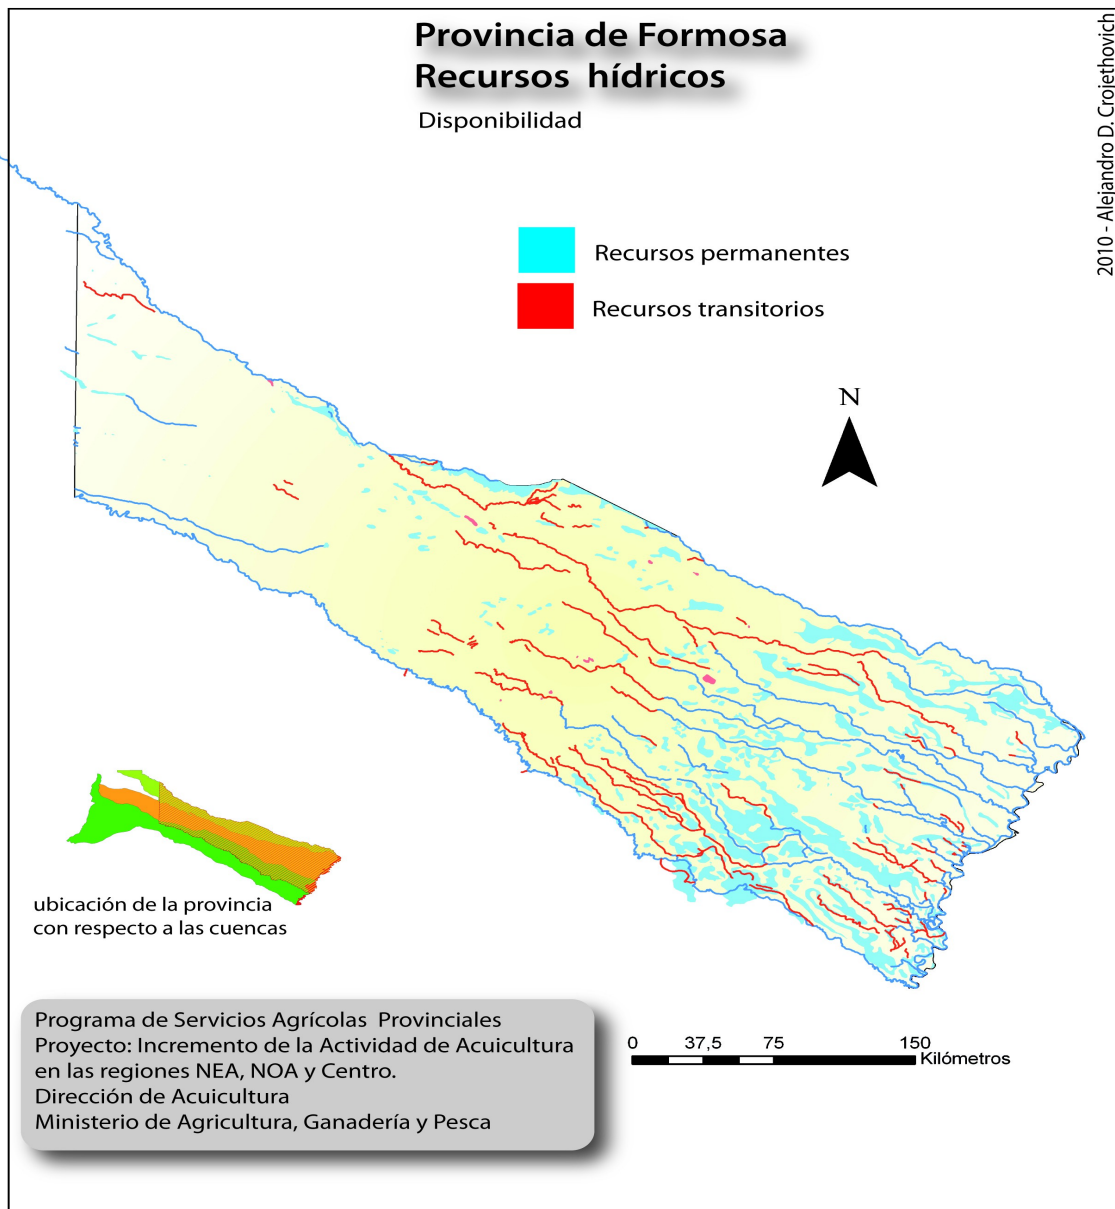 Provincia de Formosa
Recursos hídricos
Disponibilidad
2010 - Alejandro D. Crojethovich
Recursos permanentes
Recursos transitorios
N
ubicación de la provincia
con respecto a las cuencas
Programa de Servicios Agrícolas Provinciales
Proyecto: Incremento de la Actividad de Acuicultura
en las regiones NEA, NOA y Centro.
Dirección de Acuicultura
Ministerio de Agricultura, Ganadería y Pesca
0 37,5 75 150
Kilómetros